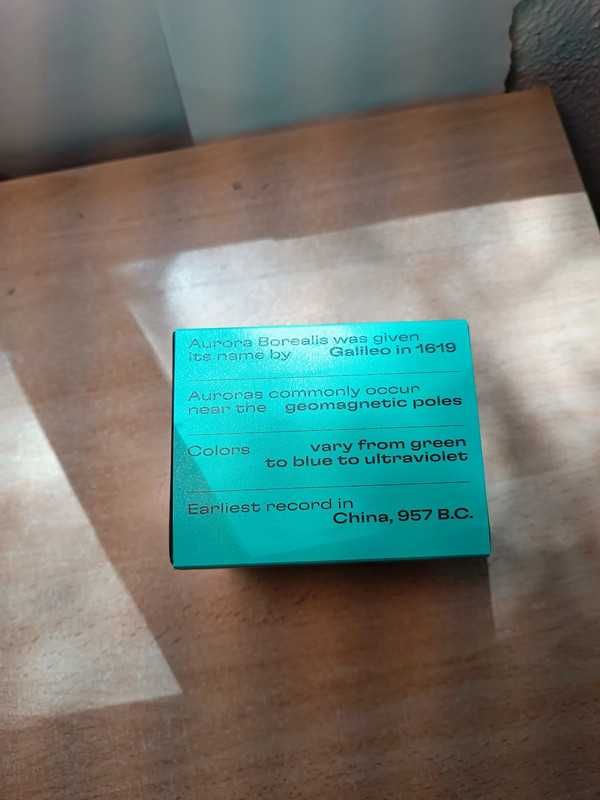 Aurora Borealis was given
its name by Galileo in 1619
Auroras commonly occur
near the geomagnetic poles
Colors vary from green
to blue to ultraviolet
Earliest record in
China, 957 B.C.